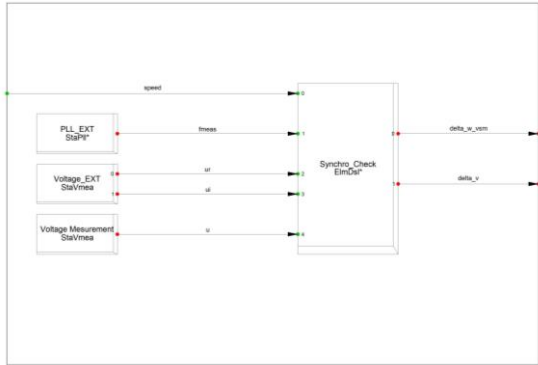 speed
0
PLL_EXT
StaPll*
fmeas
1
Voltage_EXT
StaVmea
0
ur
2
1
ui
3
Voltage Mesurement
StaVmea
u
4
Synchro_Check
ElmDsl*
0
delta_w_vsm
1
delta_v